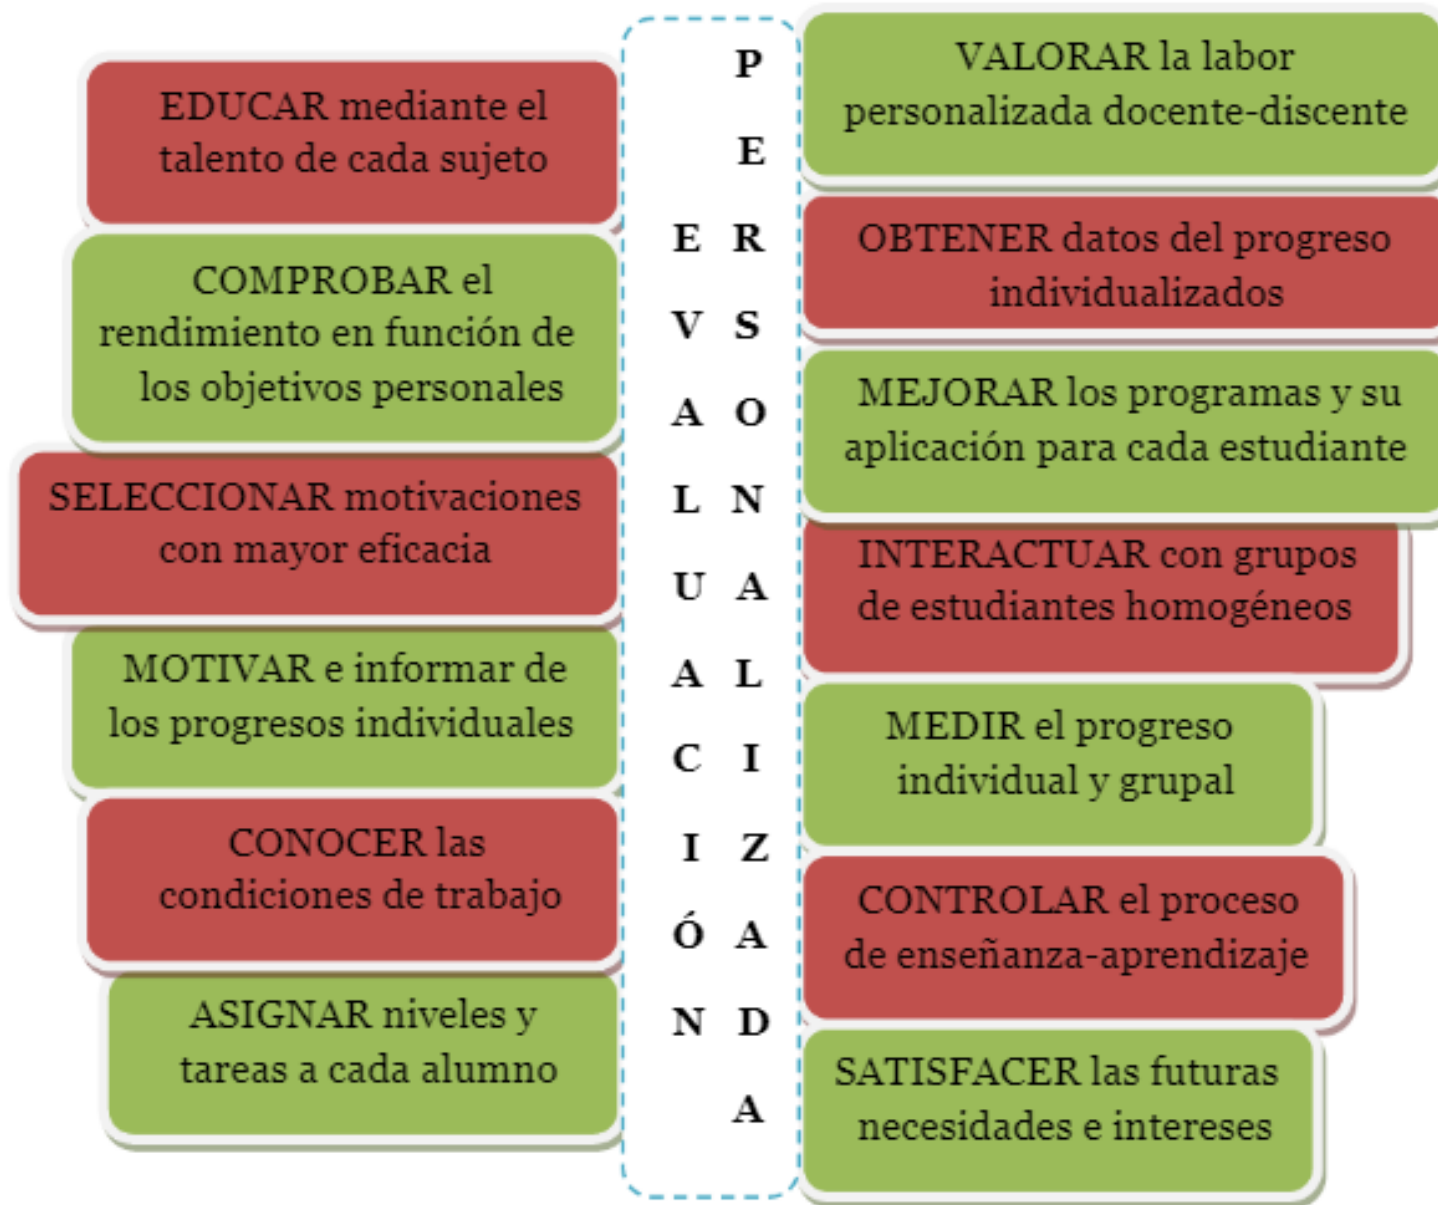 EDUCAR mediante el
talento de cada sujeto
COMPROBAR el
rendimiento en función de
los objetivos personales
SELECCIONAR motivaciones
con mayor eficacia
MOTIVAR e informar de
los progresos individuales
CONOCER las
condiciones de trabajo
ASIGNAR niveles y
tareas a cada alumno
EVALUACIÓN
PERSONALIZADA
VALORAR la labor
personalizada docente-discente
OBTENER datos del progreso
individualizados
MEJORAR los programas y su
aplicación para cada estudiante
INTERACTUAR con grupos
de estudiantes homogéneos
MEDIR el progreso
individual y grupal
CONTROLAR el proceso
de enseñanza-aprendizaje
SATISFACER las futuras
necesidades e intereses